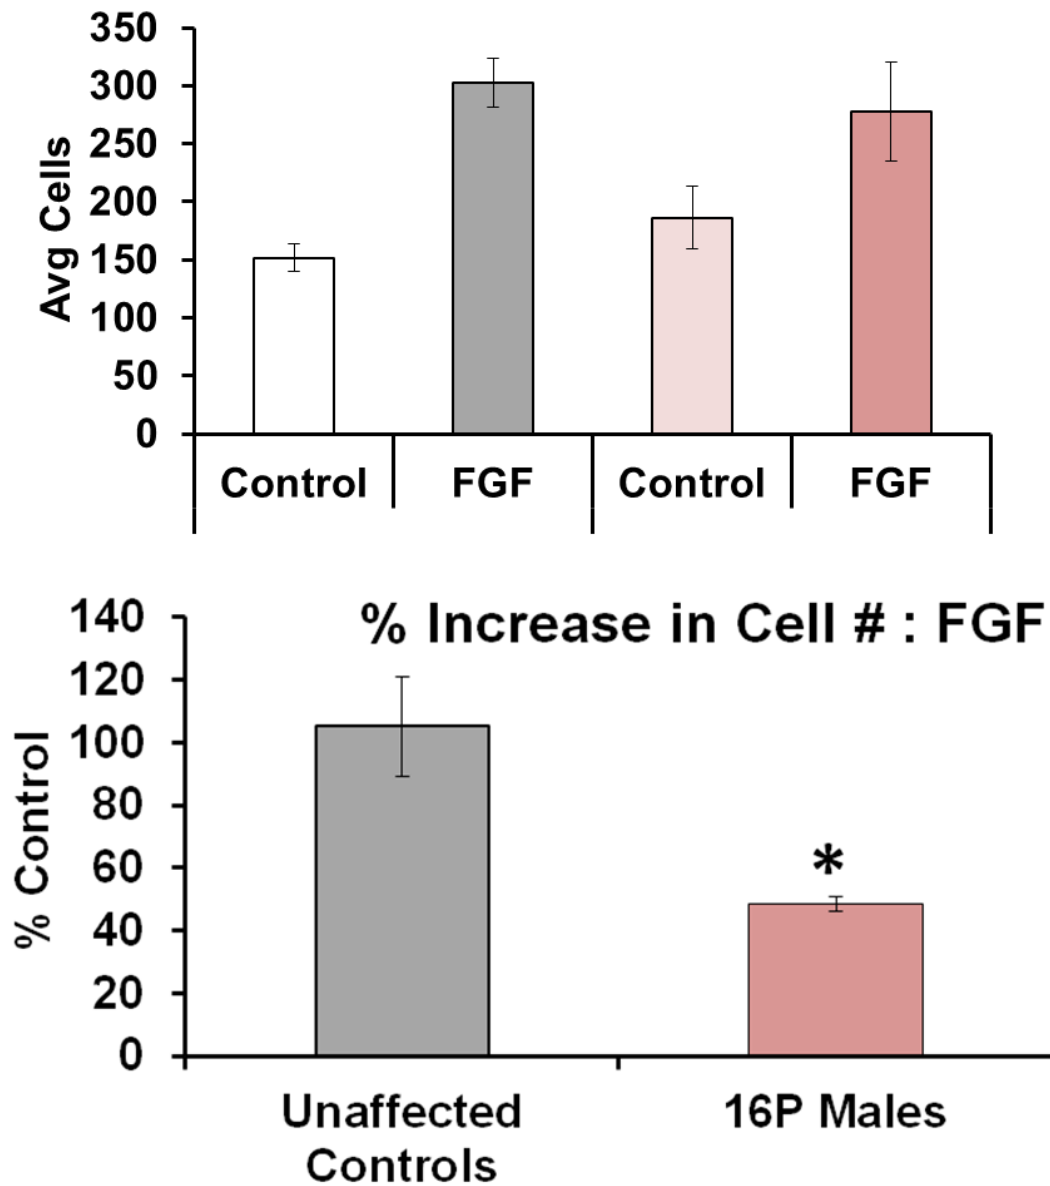 350
300
250
200
150
100
50
0
Avg Cells
Control FGF Control FGF
% Increase in Cell # : FGF
140
120
100
80
60
40
20
0
% Control
*
Unaffected Controls
16P Males